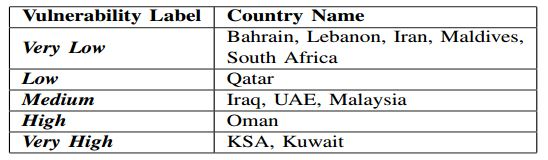 Vulnerability Label Country Name
Very Low Bahrain, Lebanon, Iran, Maldives,
South Africa
Low Qatar
Medium Iraq, UAE, Malaysia
High Oman
Very High KSA, Kuwait